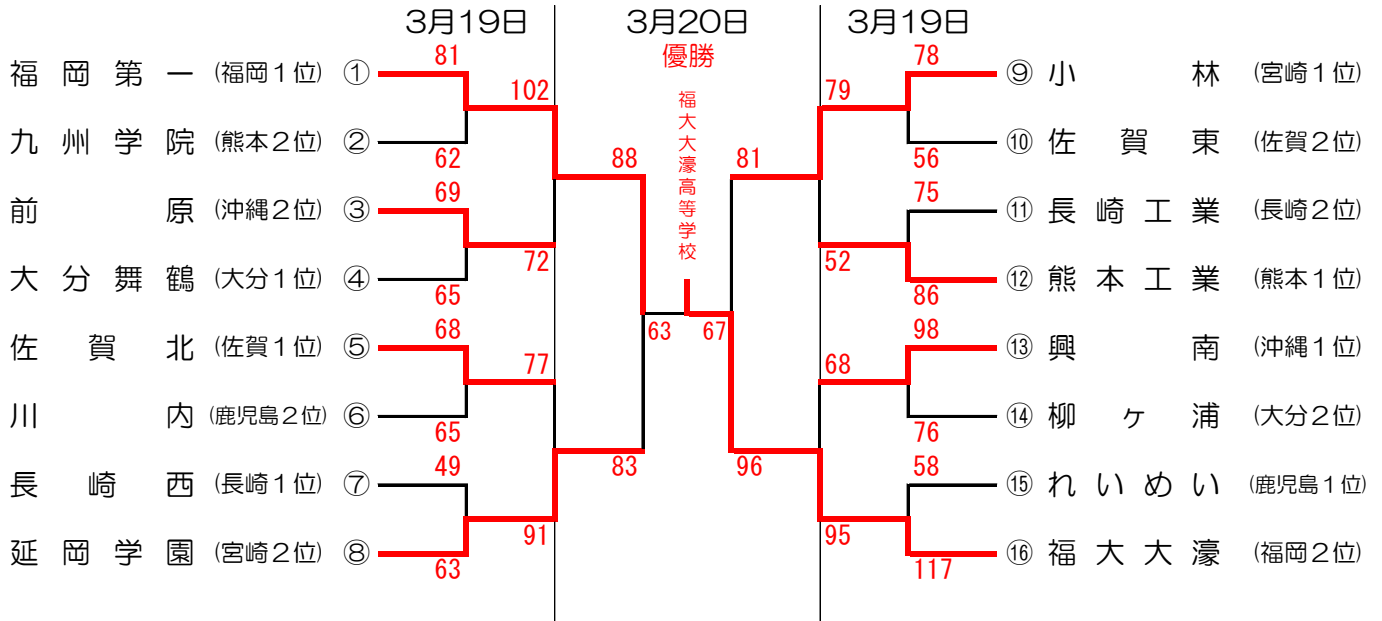 3月19日 3月20日 3月19日
優勝
福大大濠高等学校
81
福岡第一 (福岡1位) ①
102
九州学院 (熊本2位) ②
62
88
69
前原 (沖縄2位) ③
72
大分舞鶴 (大分1位) ④
65
63
68
佐賀北 (佐賀1位) ⑤
77
川内 (鹿児島2位) ⑥
65
83
49
長崎西 (長崎1位) ⑦
91
延岡学園 (宮崎2位) ⑧
63
78
⑨ 小林 (宮崎1位)
79
⑩ 佐賀東 (佐賀2位)
56
81
75
⑪ 長崎工業 (長崎2位)
52
⑫ 熊本工業 (熊本1位)
86
67
98
⑬ 興南 (沖縄1位)
68
⑭ 柳ヶ浦 (大分2位)
76
96
58
⑮ れいめい (鹿児島1位)
95
⑯ 福大大濠 (福岡2位)
117